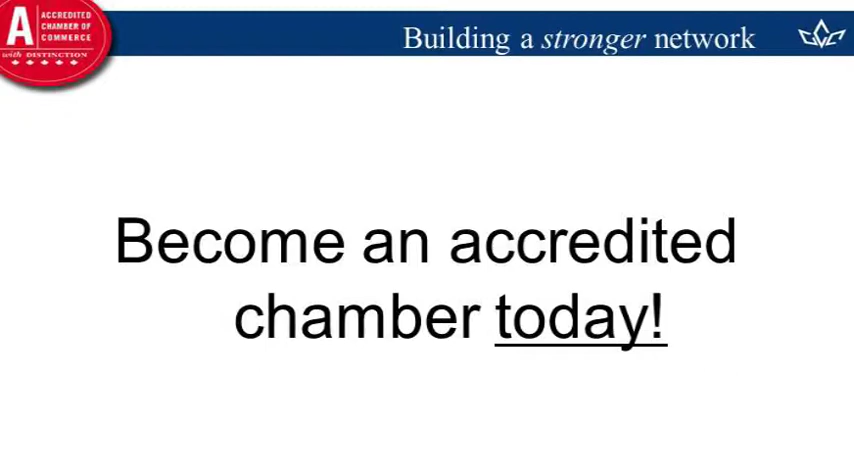 A
ACCREDITED
CHAMBER OF
COMMERCE
with DISTINCTION
Building a stronger network
Become an accredited
chamber today!